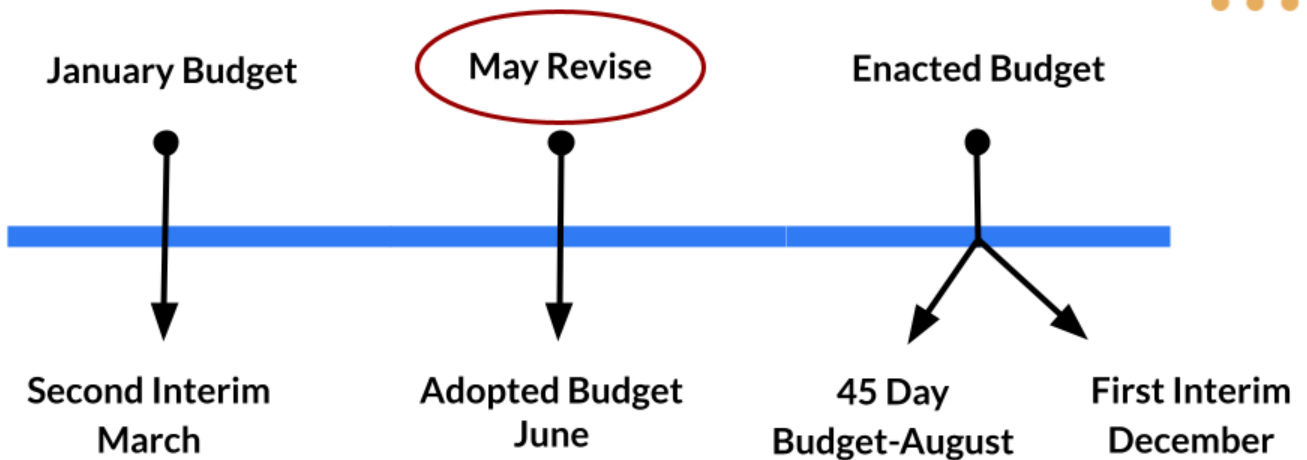 January Budget
May Revise
Enacted Budget
Second Interim
March
Adopted Budget
June
45 Day
Budget-August
First Interim
December